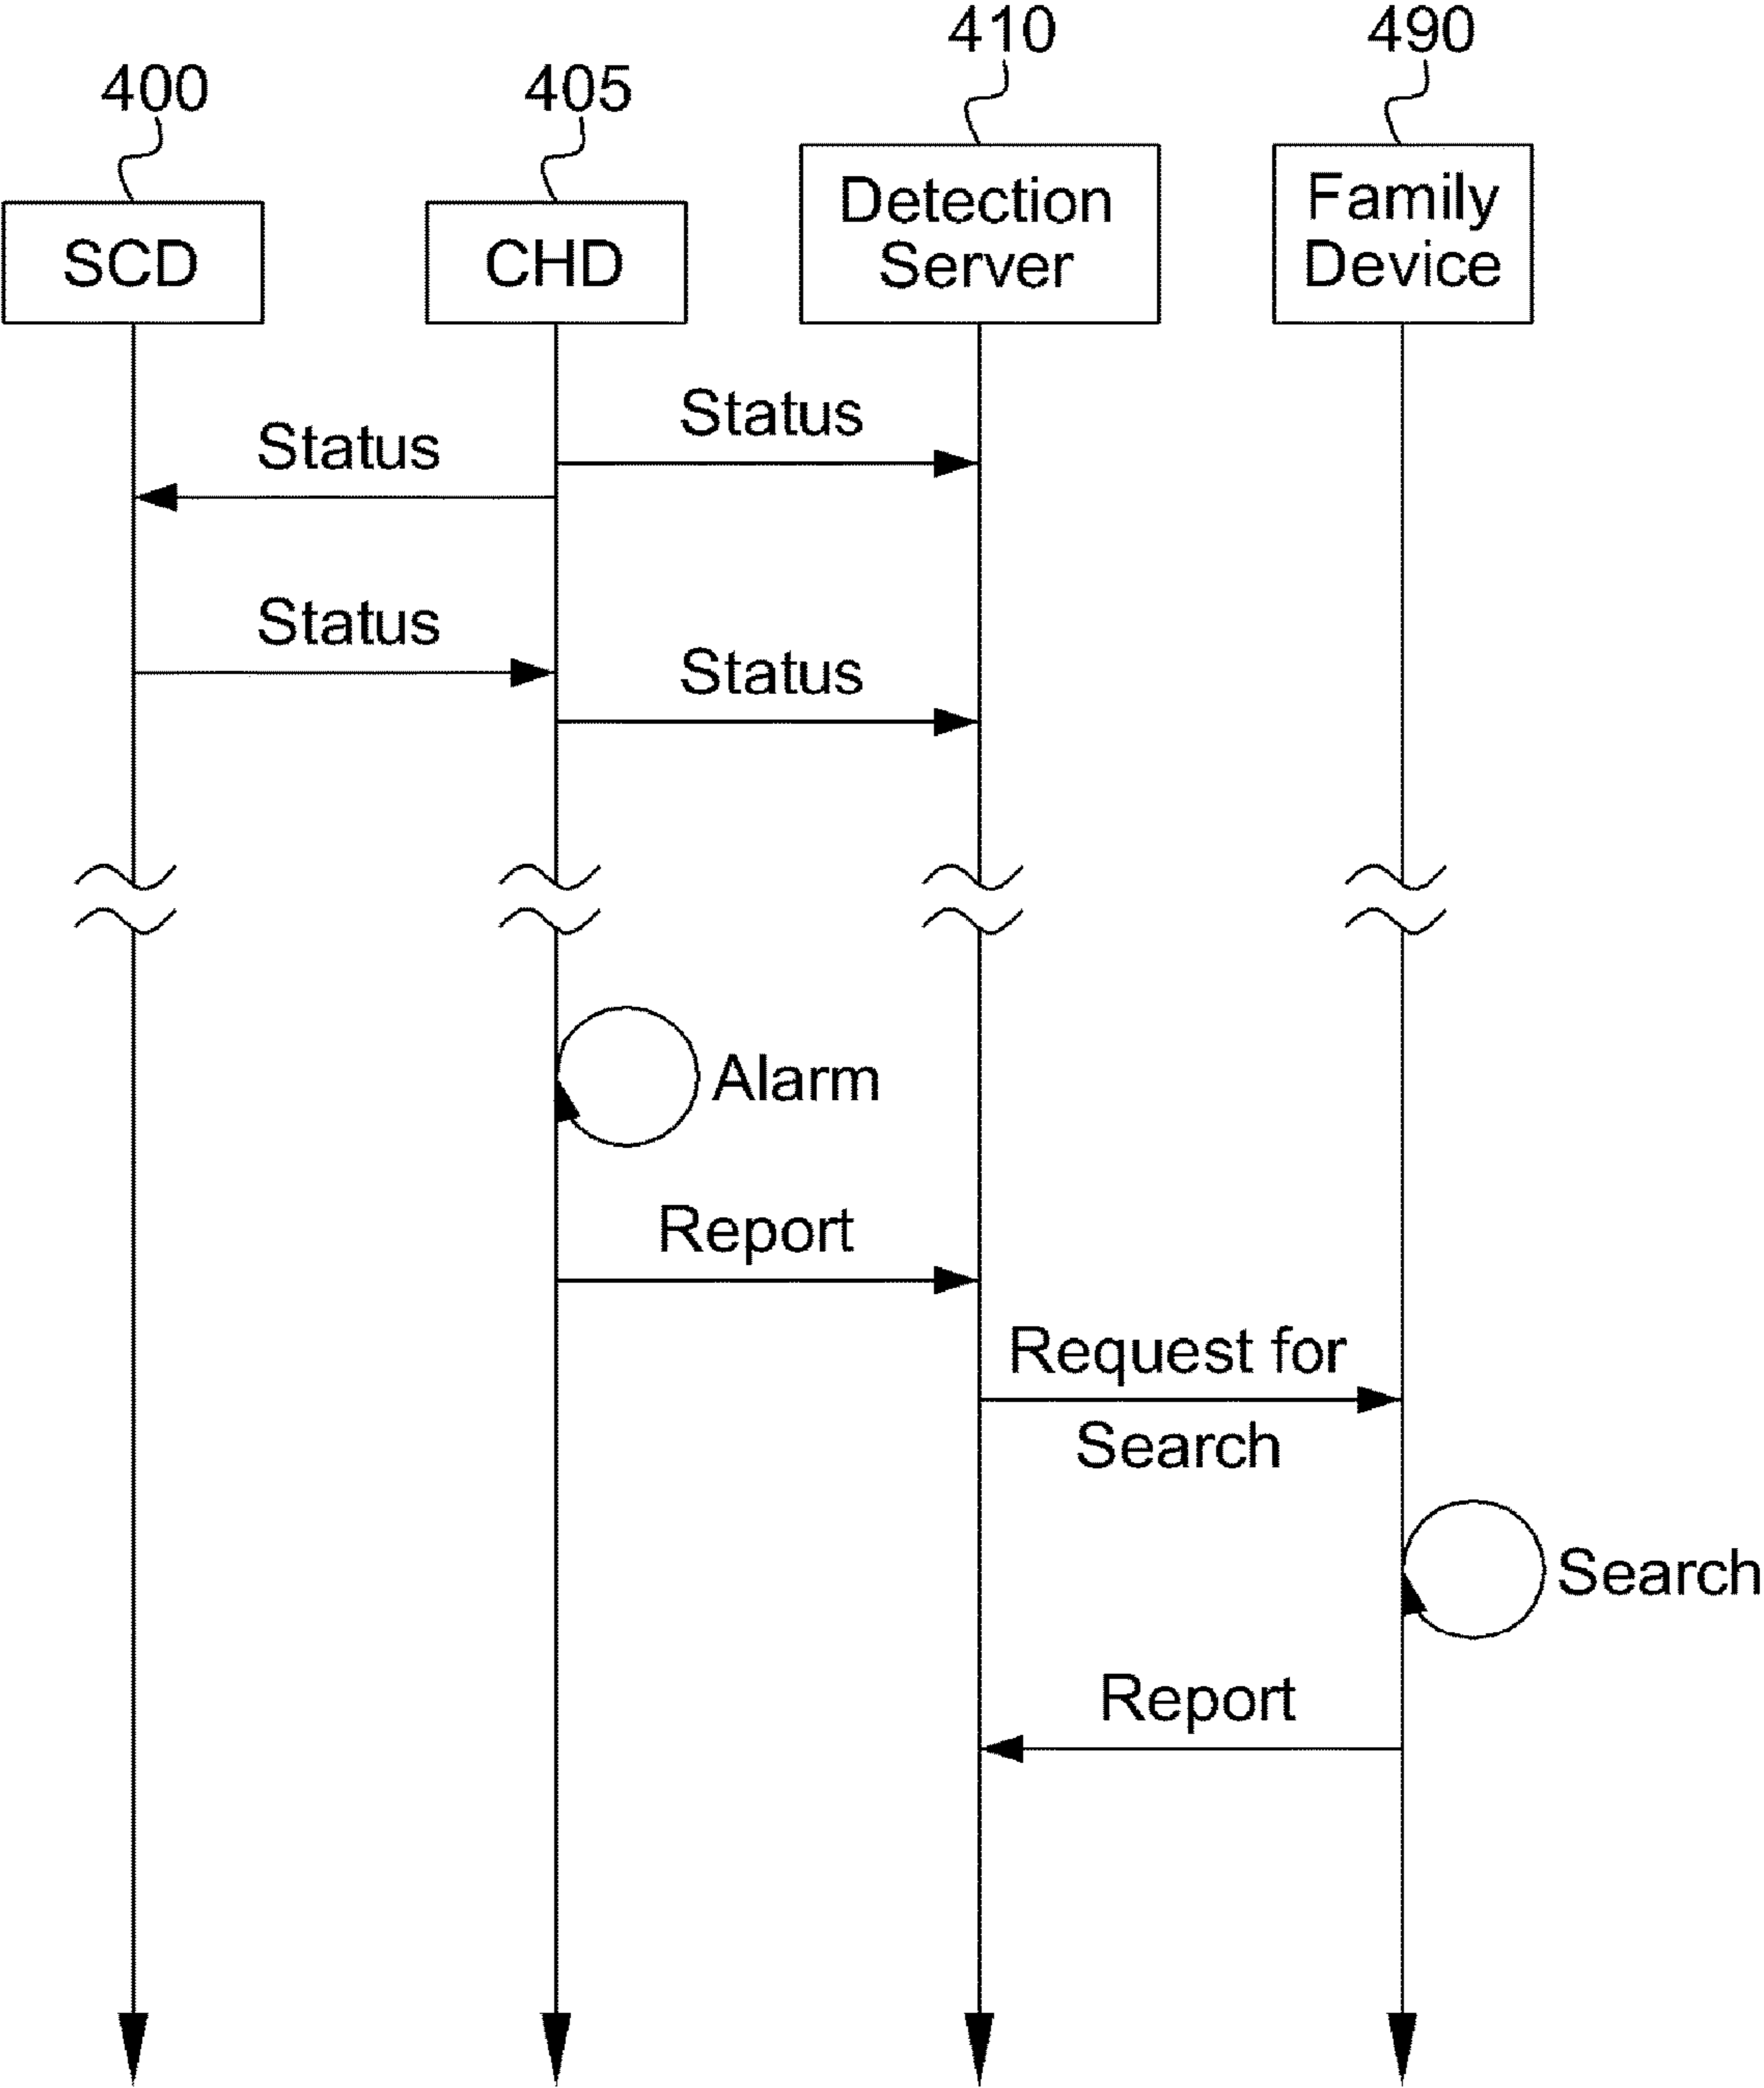 410
490
400
405
Detection
Server
Family
Device
SCD
CHD
Status
Status
Status
Status
Alarm
Report
Request for
Search
Search
Report